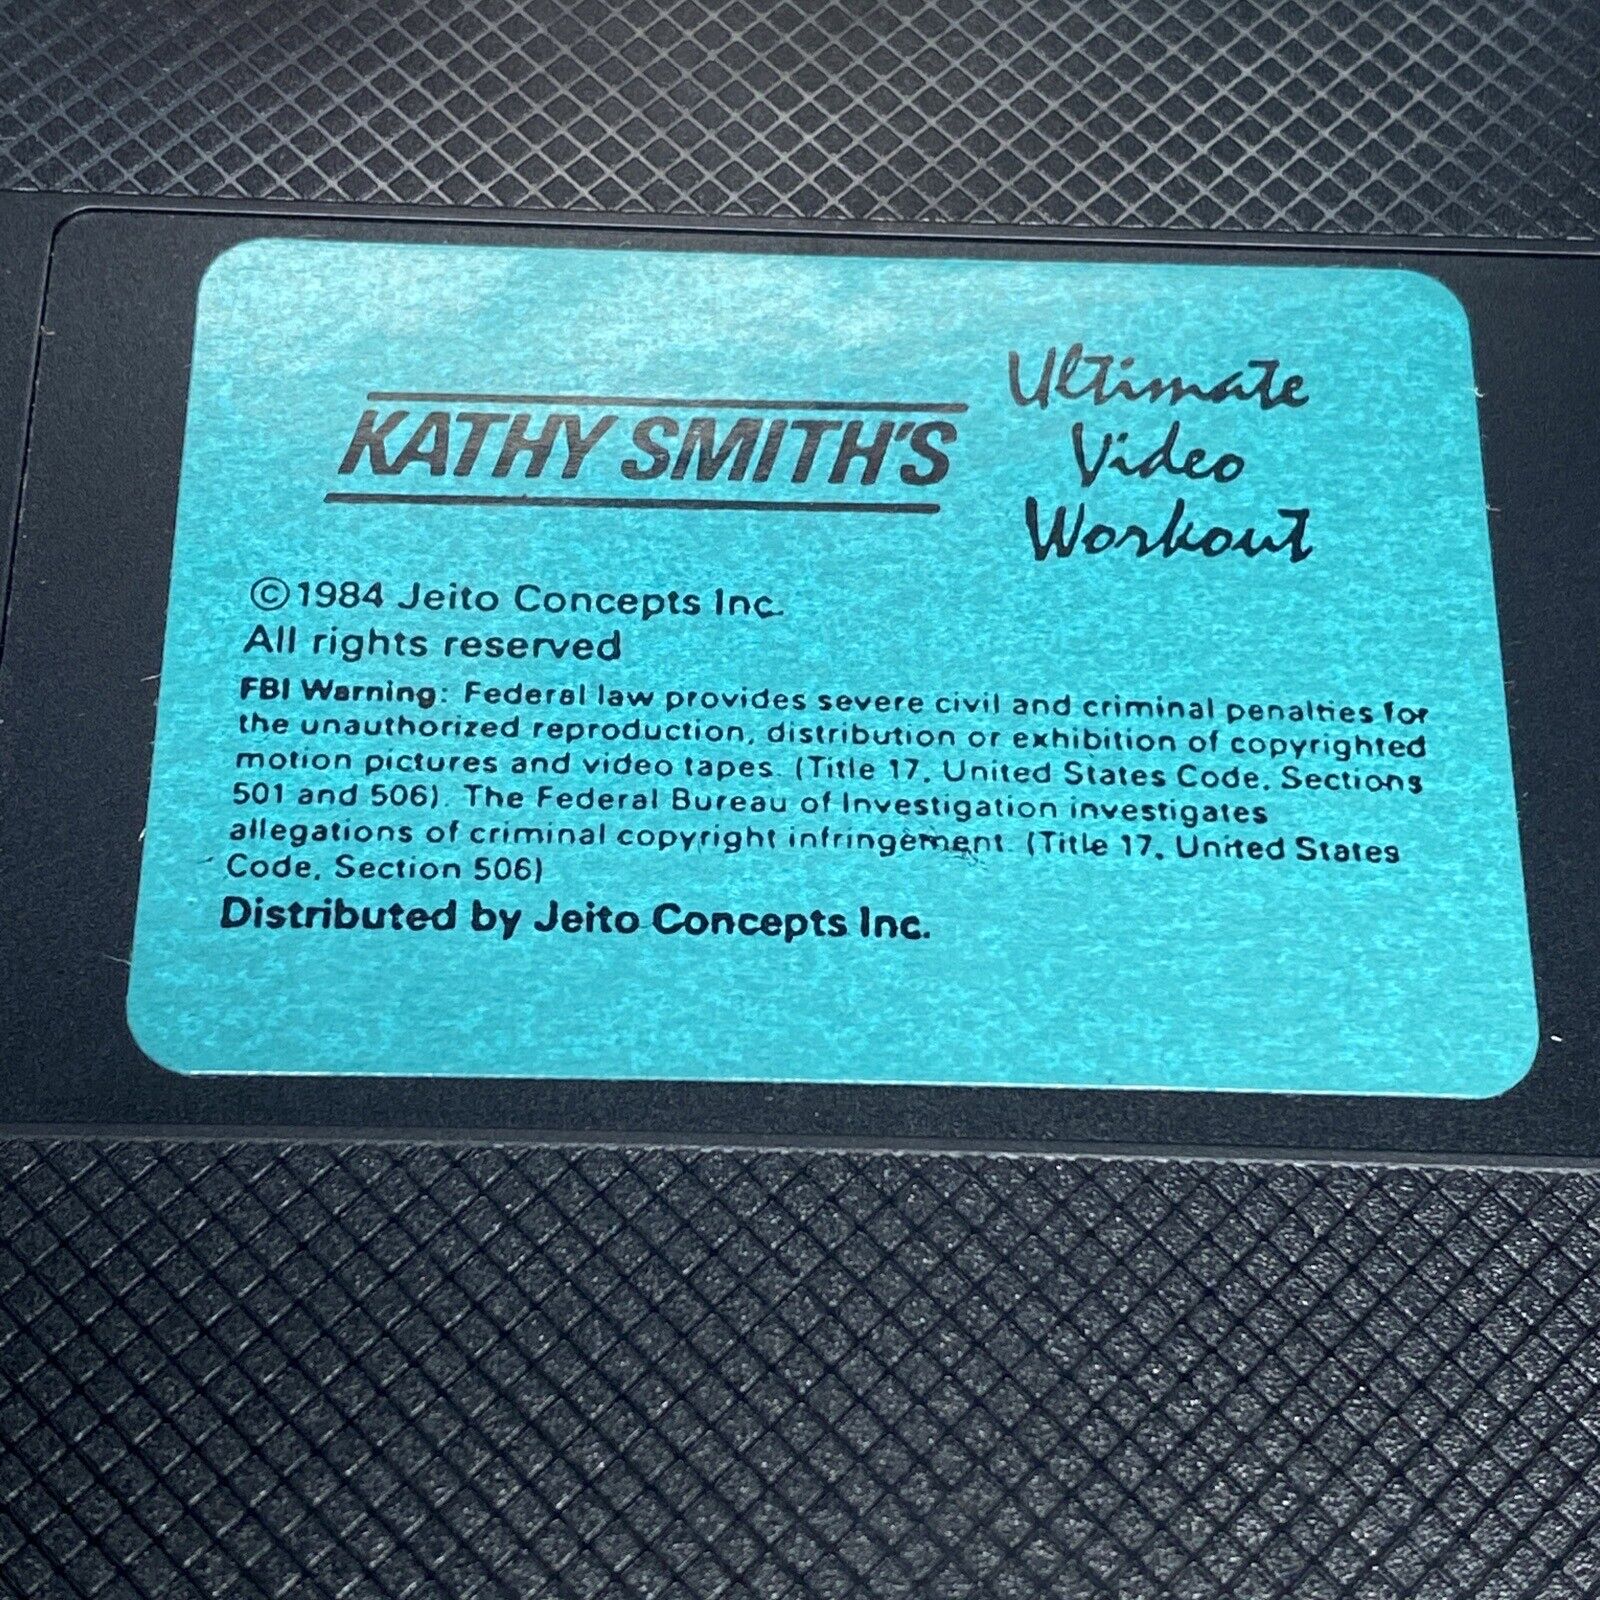 KATHY SMITH'S
Ultimate
Video
Workout
©1984 Jeito Concepts Inc.
All rights reserved
FBI Warning: Federal law provides severe civil and criminal penalties for
the unauthorized reproduction, distribution or exhibition of copyrighted
motion pictures and video tapes. (Title 17, United States Code, Sections
501 and 506). The Federal Bureau of Investigation investigates
allegations of criminal copyright infringement. (Title 17, United States
Code, Section 506)
Distributed by Jeito Concepts Inc.